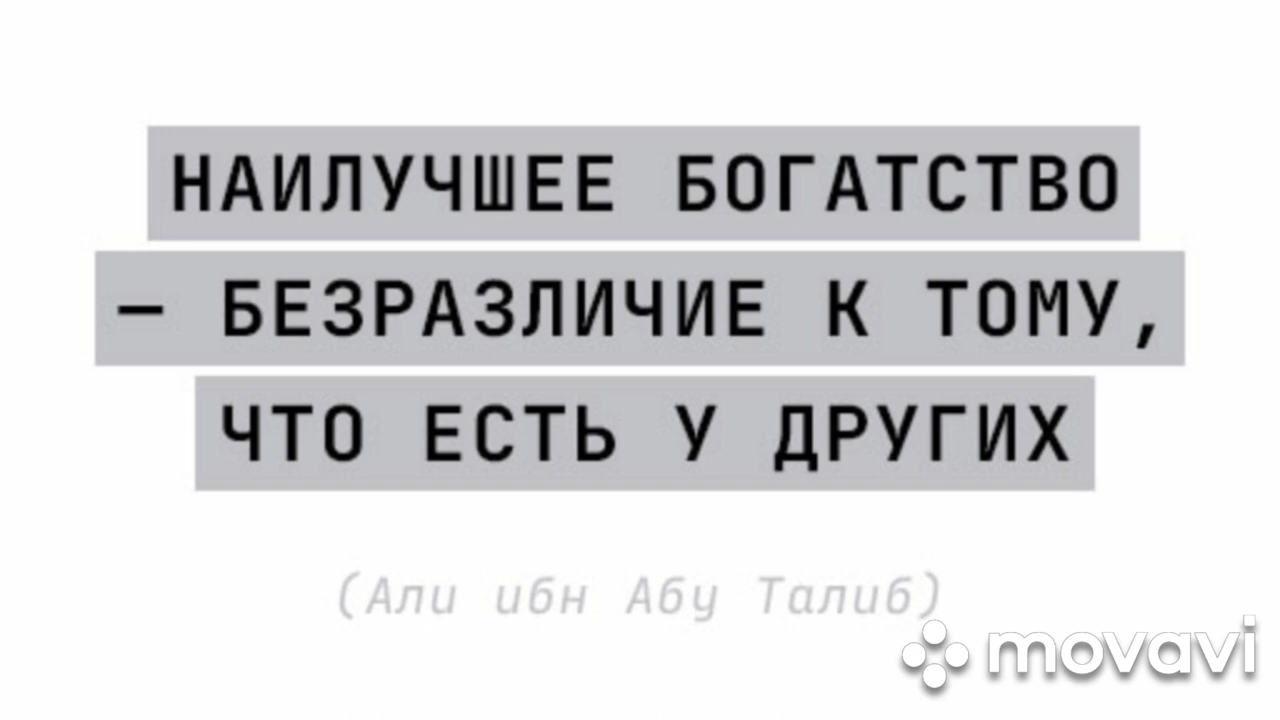 НАИЛУЧШЕЕ БОГАТСТВО
– БЕЗРАЗЛИЧИЕ К ТОМУ,
ЧТО ЕСТЬ У ДРУГИХ
(Али ибн Абу Талиб)
movavi